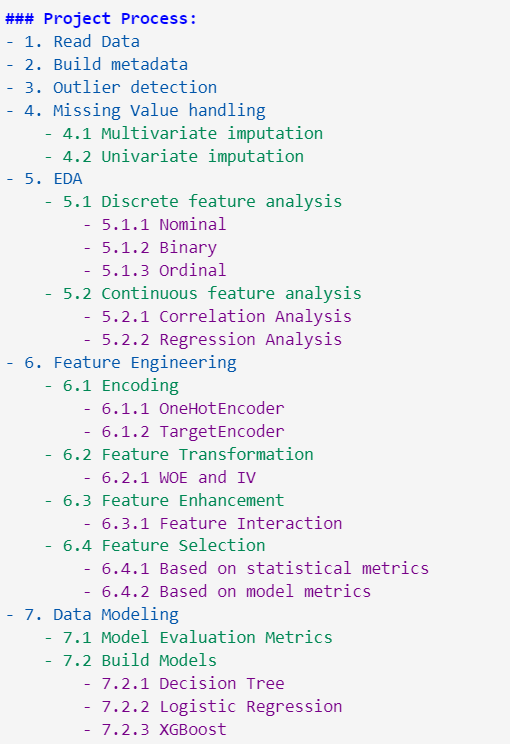 ### Project Process:
- 1. Read Data
- 2. Build metadata
- 3. Outlier detection
- 4. Missing Value handling
- 4.1 Multivariate imputation
- 4.2 Univariate imputation
- 5. EDA
- 5.1 Discrete feature analysis
- 5.1.1 Nominal
- 5.1.2 Binary
- 5.1.3 Ordinal
- 5.2 Continuous feature analysis
- 5.2.1 Correlation Analysis
- 5.2.2 Regression Analysis
- 6. Feature Engineering
- 6.1 Encoding
- 6.1.1 OneHotEncoder
- 6.1.2 TargetEncoder
- 6.2 Feature Transformation
- 6.2.1 WOE and IV
- 6.3 Feature Enhancement
- 6.3.1 Feature Interaction
- 6.4 Feature Selection
- 6.4.1 Based on statistical metrics
- 6.4.2 Based on model metrics
- 7. Data Modeling
- 7.1 Model Evaluation Metrics
- 7.2 Build Models
- 7.2.1 Decision Tree
- 7.2.2 Logistic Regression
- 7.2.3 XGBoost